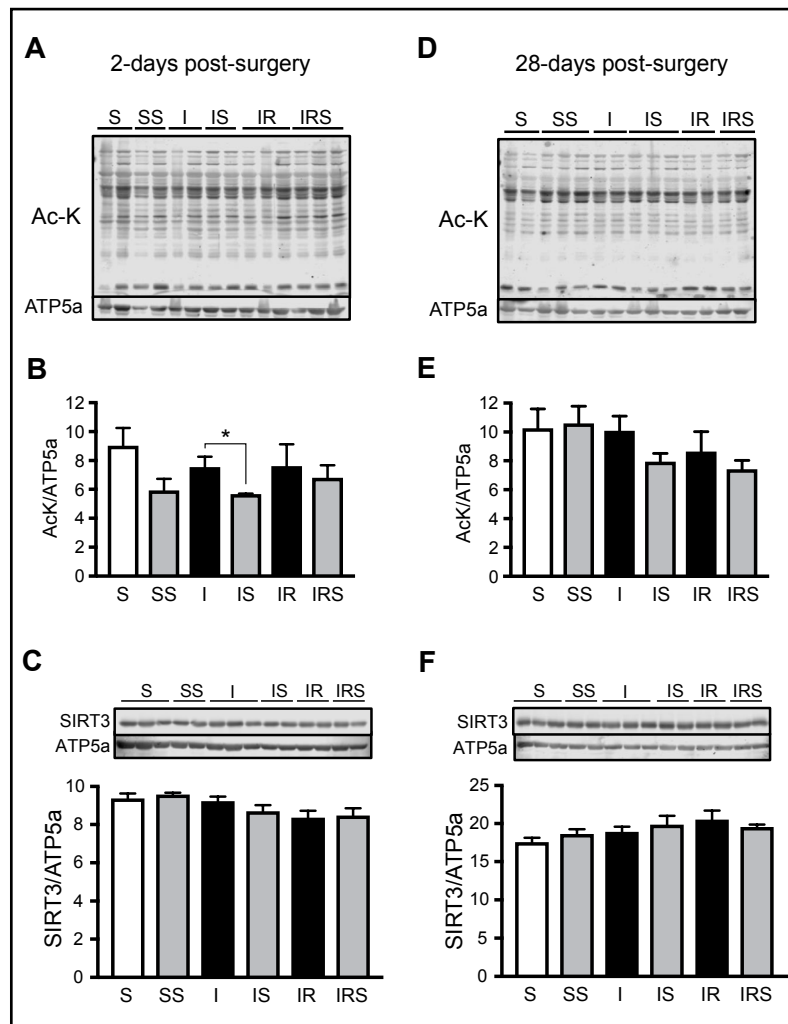 A
2-days post-surgery
S SS I IS IR IRS
Ac-K
ATP5a
B
12
10
8
6
4
2
0
AcK/ATP5a
*
S SS I IS IR IRS
C
S SS I IS IR IRS
SIRT3
ATP5a
10
8
6
4
2
0
SIRT3/ATP5a
S SS I IS IR IRS
D
28-days post-surgery
S SS I IS IR IRS
Ac-K
ATP5a
E
12
10
8
6
4
2
0
AcK/ATP5a
S SS I IS IR IRS
F
S SS I IS IR IRS
SIRT3
ATP5a
25
20
15
10
5
0
SIRT3/ATP5a
S SS I IS IR IRS